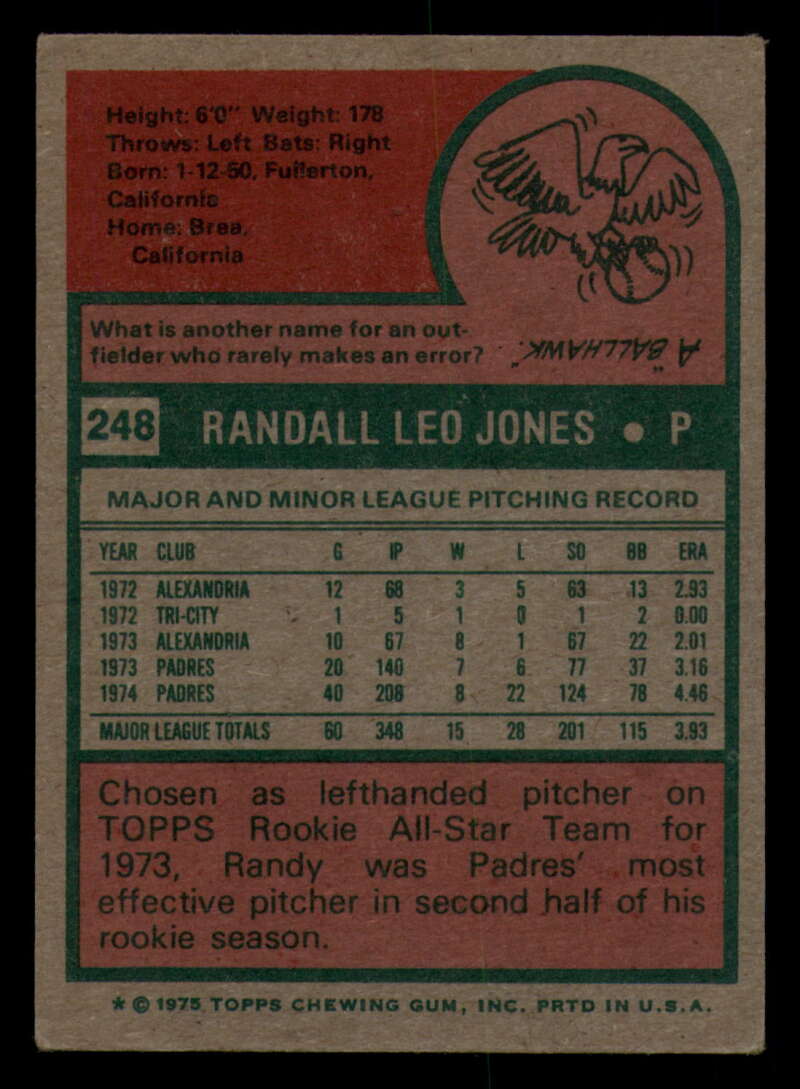 Height: 6'0" Weight: 178
Throws: Left Bats: Right
Born: 1-12-50, Fullerton,
California
Home: Brea,
California
What is another name for an out-
fielder who rarely makes an error?
A "BALLHAWK."
248 RANDALL LEO JONES • P
MAJOR AND MINOR LEAGUE PITCHING RECORD
YEAR CLUB G IP W L SO BB ERA
1972 ALEXANDRIA 12 68 3 5 63 13 2.93
1972 TRI-CITY 1 5 1 0 1 2 0.00
1973 ALEXANDRIA 10 67 8 1 67 22 2.01
1973 PADRES 20 140 7 6 77 37 3.16
1974 PADRES 40 208 8 22 124 78 4.46
MAJOR LEAGUE TOTALS 60 348 15 28 201 115 3.93
Chosen as lefthanded pitcher on
TOPPS Rookie All-Star Team for
1973, Randy was Padres' most
effective pitcher in second half of his
rookie season.
* © 1975 TOPPS CHEWING GUM, INC. PRTD IN U.S.A.